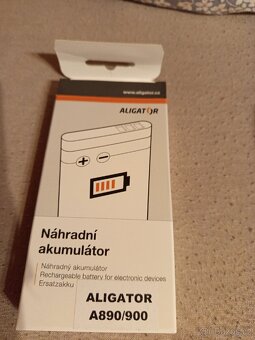 www.aligator.cz
ALIGATOR
Náhradní
akumulátor
Náhradný akumulátor
Rechargeable battery for electronic devices
Ersatzakku
ALIGATOR
A890/900